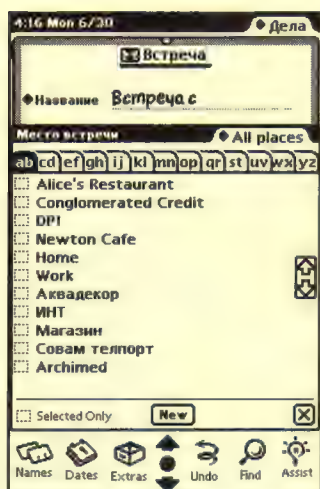 4:16 Mon 6/30 Дела
Встреча
Название Встреча с
Место встречи All places
ab cd ef gh ij kl mn op qr st uv wx yz
Alice's Restaurant
Conglomerated Credit
DPI
Newton Cafe
Home
Work
Аквадекор
ИНТ
Магазин
Совам телпорт
Archimed
Selected Only New
Names Dates Extras Undo Find Assist